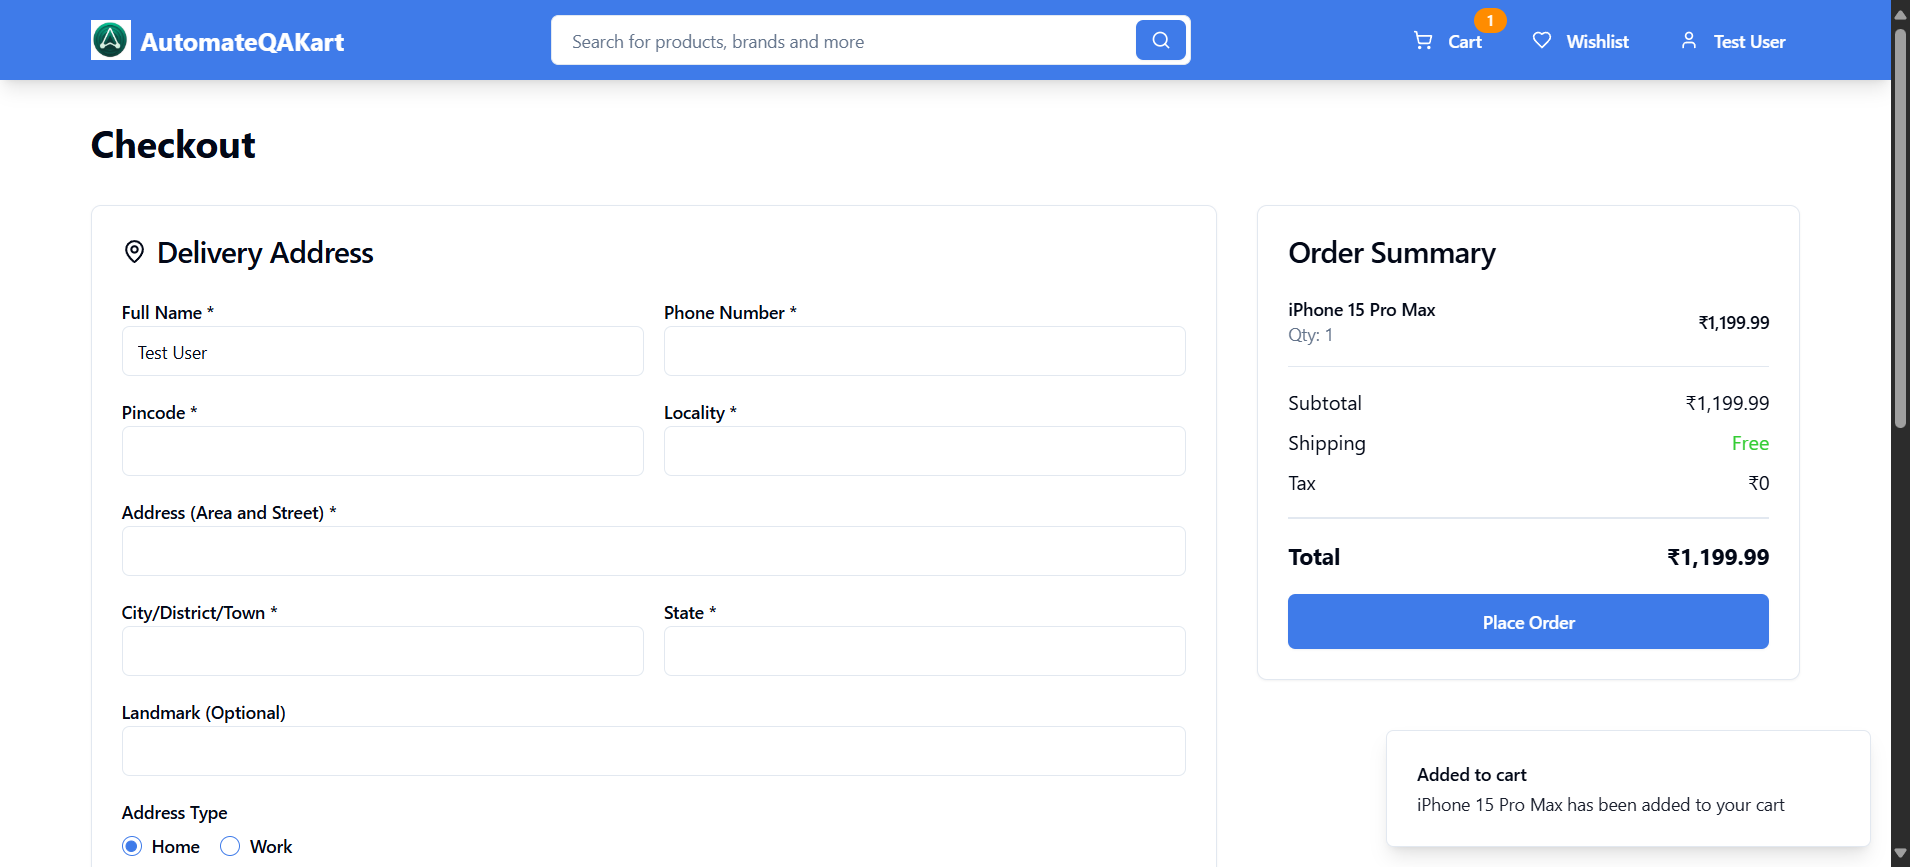 AutomateQAKart
Search for products, brands and more
1
Cart
Wishlist
Test User
Checkout
Delivery Address
Full Name *
Phone Number *
Test User
Pincode *
Locality *
Address (Area and Street) *
City/District/Town *
State *
Landmark (Optional)
Address Type
Home
Work
Order Summary
iPhone 15 Pro Max
Qty: 1
₹1,199.99
Subtotal ₹1,199.99
Shipping Free
Tax ₹0
Total ₹1,199.99
Place Order
Added to cart
iPhone 15 Pro Max has been added to your cart